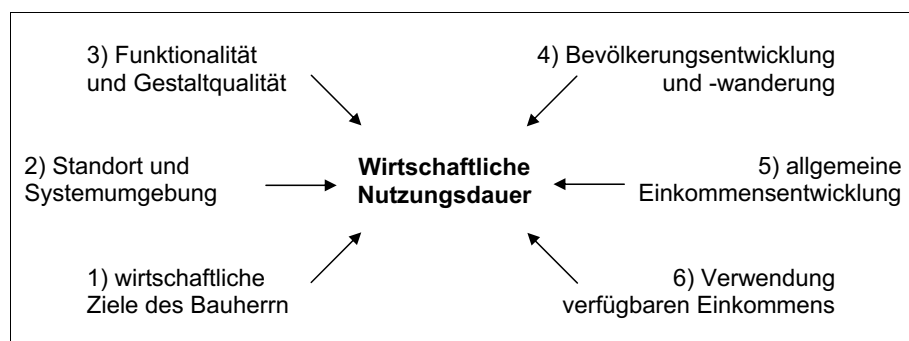 3) Funktionalität
und Gestaltqualität
4) Bevölkerungsentwicklung
und -wanderung
2) Standort und
Systemumgebung
Wirtschaftliche
Nutzungsdauer
5) allgemeine
Einkommensentwicklung
1) wirtschaftliche
Ziele des Bauherrn
6) Verwendung
verfügbaren Einkommens